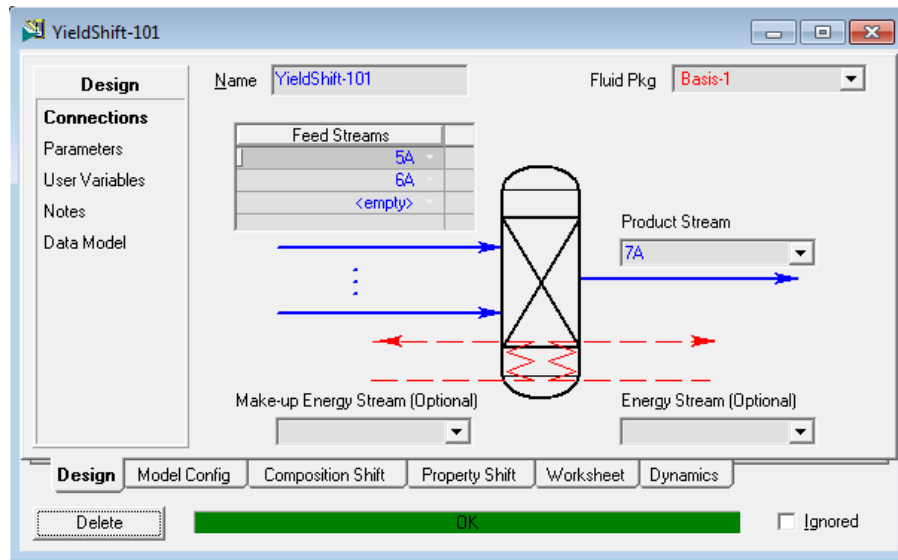 YieldShift-101
Design
Connections
Parameters
User Variables
Notes
Data Model
Name YieldShift-101
Fluid Pkg Basis-1
Feed Streams
5A
6A
<empty>
Product Stream
7A
Make-up Energy Stream (Optional)
Energy Stream (Optional)
Design Model Config Composition Shift Property Shift Worksheet Dynamics
Delete OK Ignored